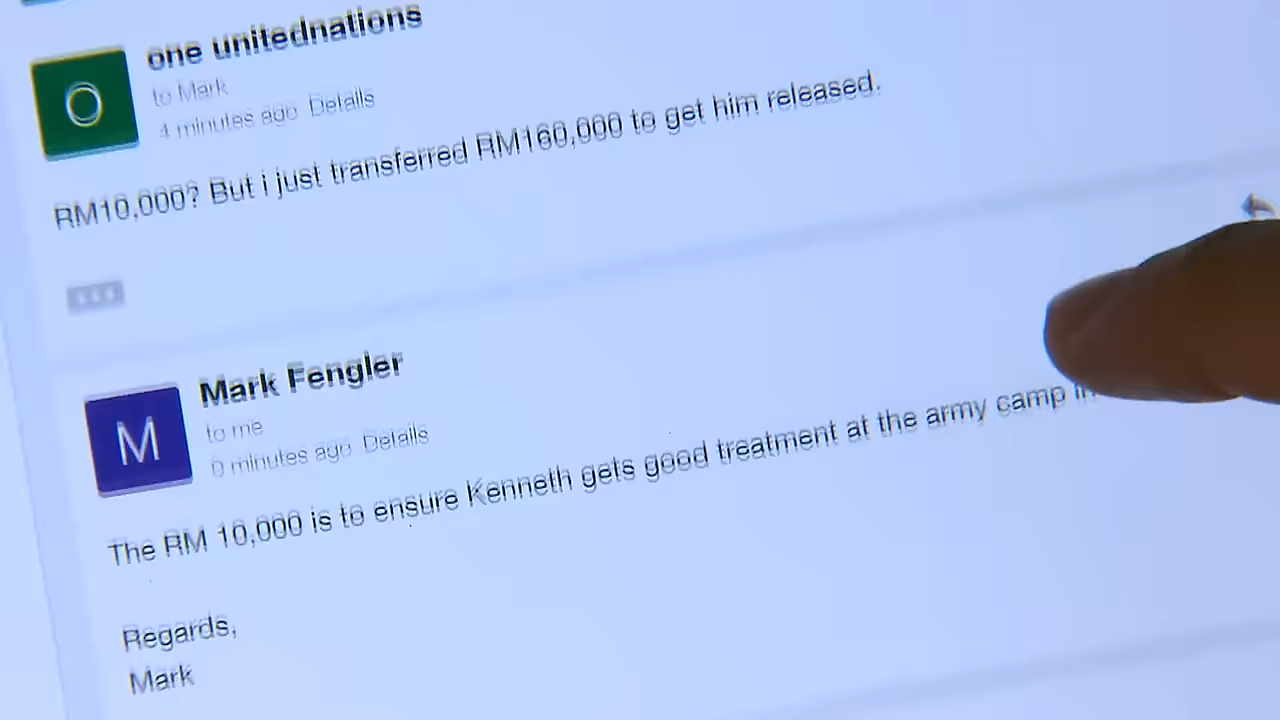 one unitednations
to Mark
4 minutes ago Details
RM10,000? But i just transferred RM160,000 to get him released.
O
M
Mark Fengler
to me
0 minutes ago Details
The RM 10,000 is to ensure Kenneth gets good treatment at the army camp
Regards,
Mark